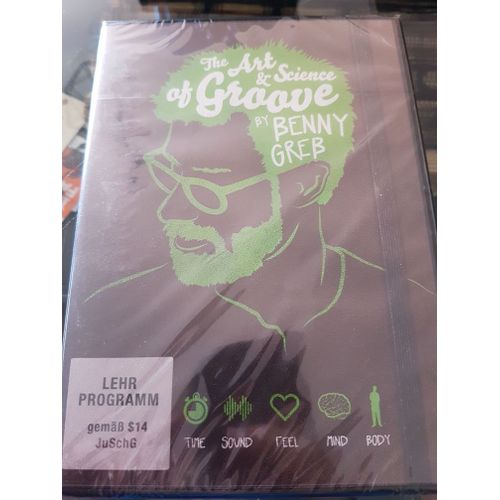 The Art
& Science
of Groove
BY BENNY
GREB
LEHR
PROGRAMM
gemäß §14
JuSchG
TIME SOUND FEEL MIND BODY